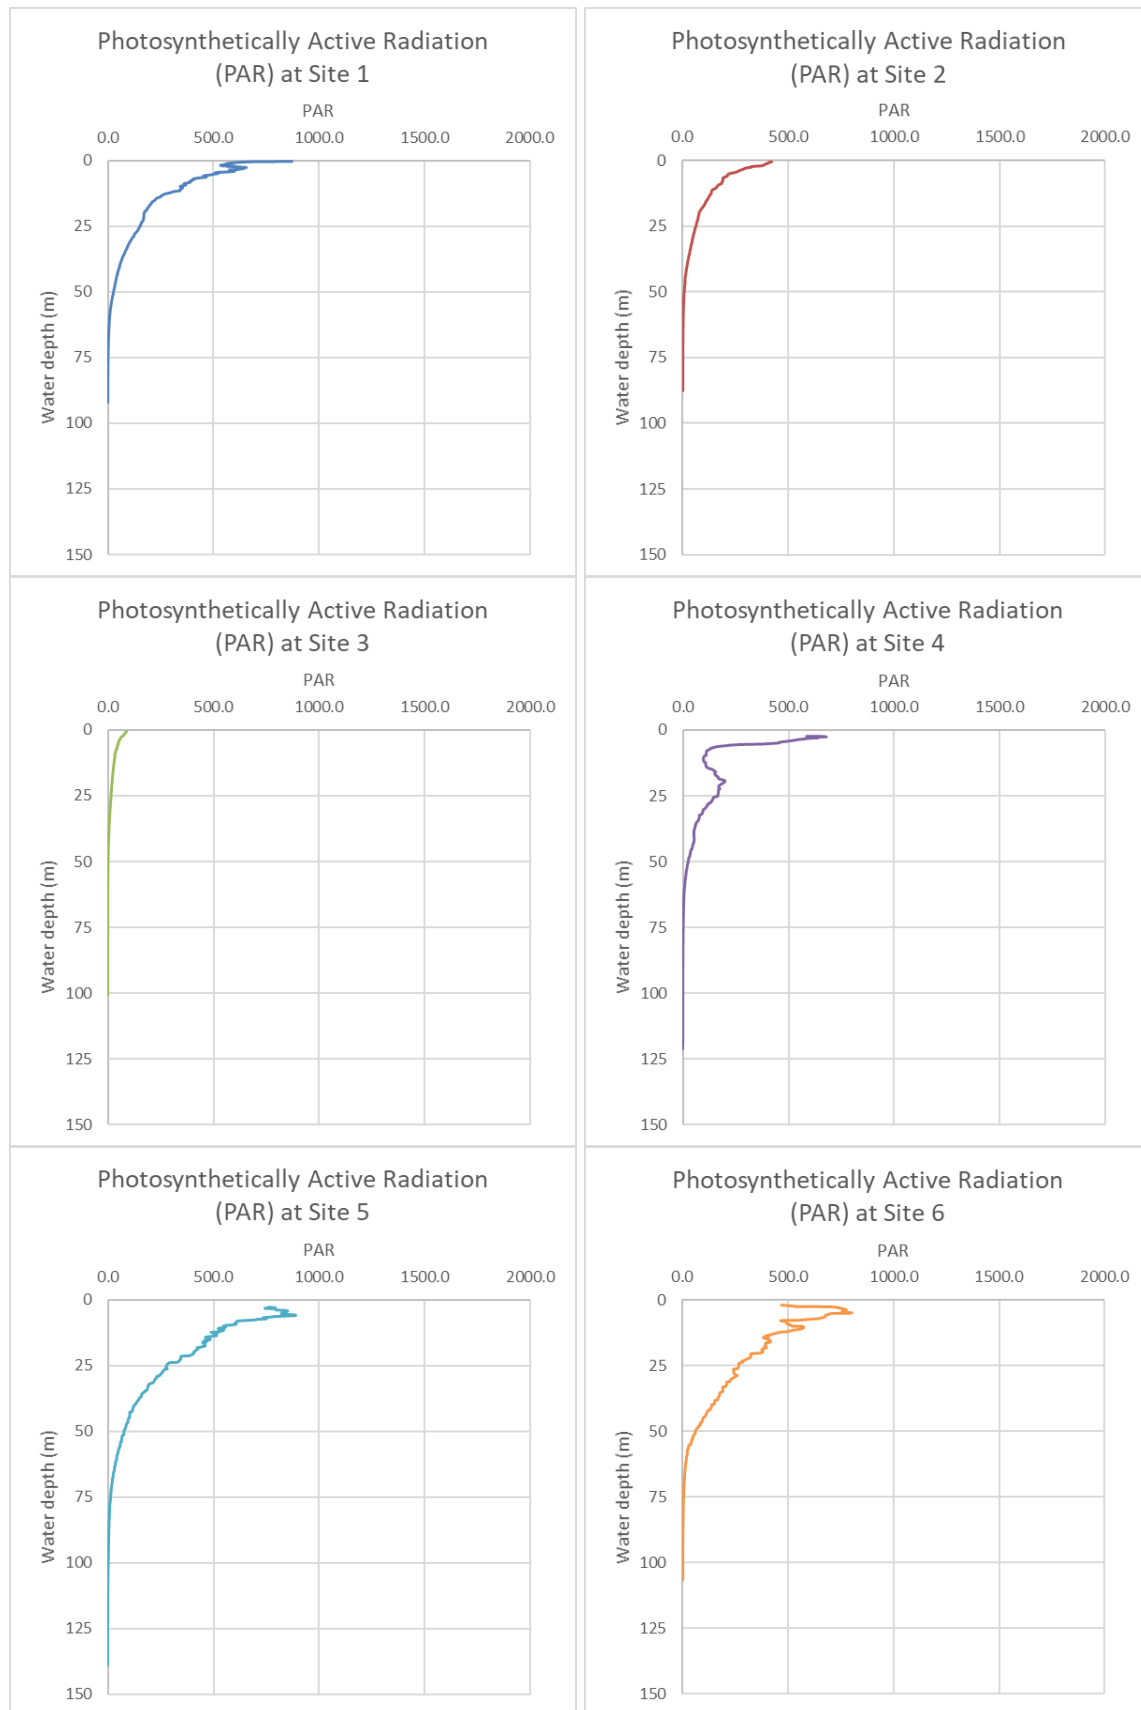 Photosynthetically Active Radiation
(PAR) at Site 1
PAR
0.0 500.0 1000.0 1500.0 2000.0
0
25
50
75
100
125
150
Water depth (m)
Photosynthetically Active Radiation
(PAR) at Site 2
PAR
0.0 500.0 1000.0 1500.0 2000.0
0
25
50
75
100
125
150
Water depth (m)
Photosynthetically Active Radiation
(PAR) at Site 3
PAR
0.0 500.0 1000.0 1500.0 2000.0
0
25
50
75
100
125
150
Water depth (m)
Photosynthetically Active Radiation
(PAR) at Site 4
PAR
0.0 500.0 1000.0 1500.0 2000.0
0
25
50
75
100
125
150
Water depth (m)
Photosynthetically Active Radiation
(PAR) at Site 5
PAR
0.0 500.0 1000.0 1500.0 2000.0
0
25
50
75
100
125
150
Water depth (m)
Photosynthetically Active Radiation
(PAR) at Site 6
PAR
0.0 500.0 1000.0 1500.0 2000.0
0
25
50
75
100
125
150
Water depth (m)